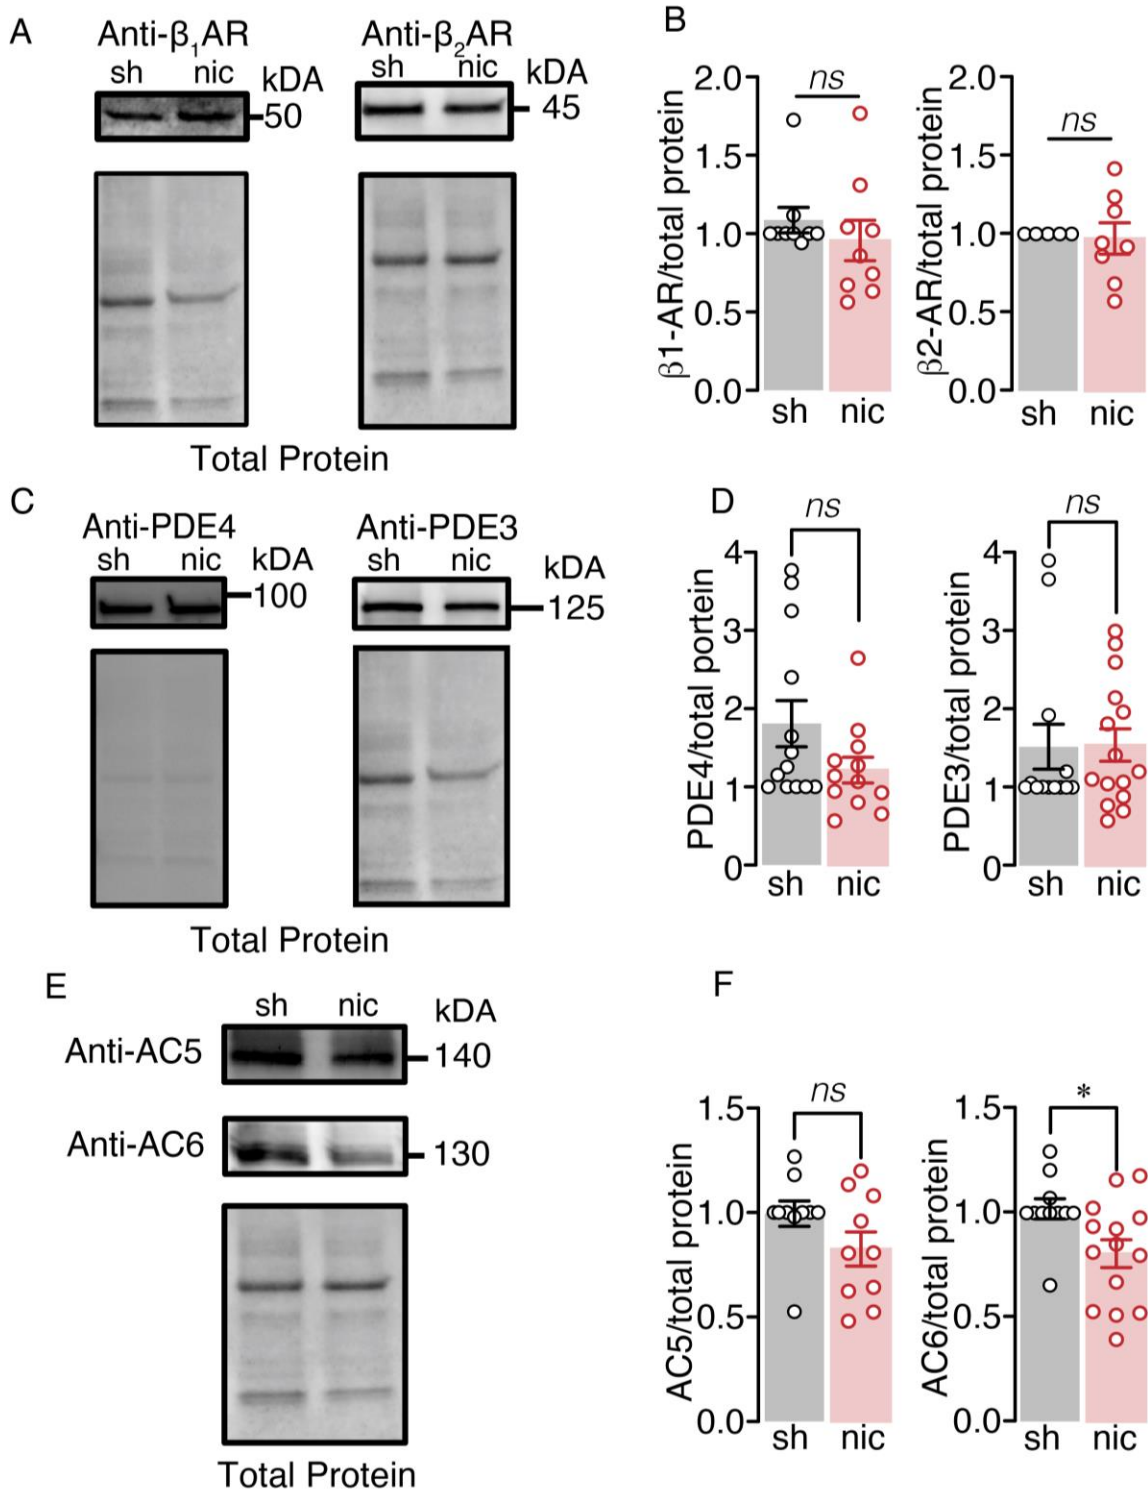 A
Anti-β1AR
Anti-β2AR
sh nic kDA
sh nic kDA
50
45
Total Protein
B
β1-AR/total protein
2.0
1.5
1.0
0.5
0.0
ns
sh nic
β2-AR/total protein
2.0
1.5
1.0
0.5
0.0
ns
sh nic
C
Anti-PDE4
Anti-PDE3
sh nic kDA
sh nic kDA
100
125
Total Protein
D
PDE4/total portein
4
3
2
1
0
ns
sh nic
PDE3/total protein
4
3
2
1
0
ns
sh nic
E
sh nic kDA
Anti-AC5 140
Anti-AC6 130
Total Protein
F
AC5/total protein
1.5
1.0
0.5
0.0
ns
sh nic
AC6/total protein
1.5
1.0
0.5
0.0
*
sh nic